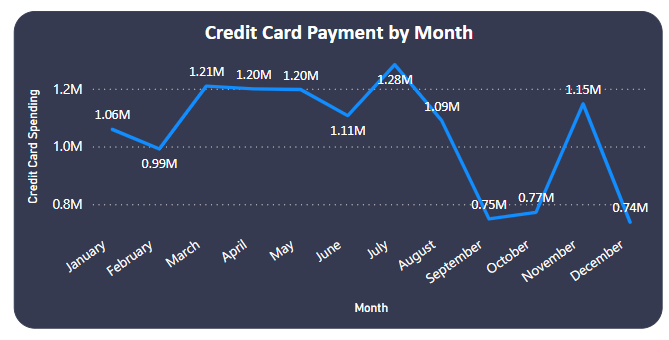 Credit Card Payment by Month
Credit Card Spending
1.2M
1.0M
0.8M
1.06M
0.99M
1.21M
1.20M
1.20M
1.11M
1.28M
1.09M
0.75M
0.77M
1.15M
0.74M
January
February
March
April
May
June
July
August
September
October
November
December
Month